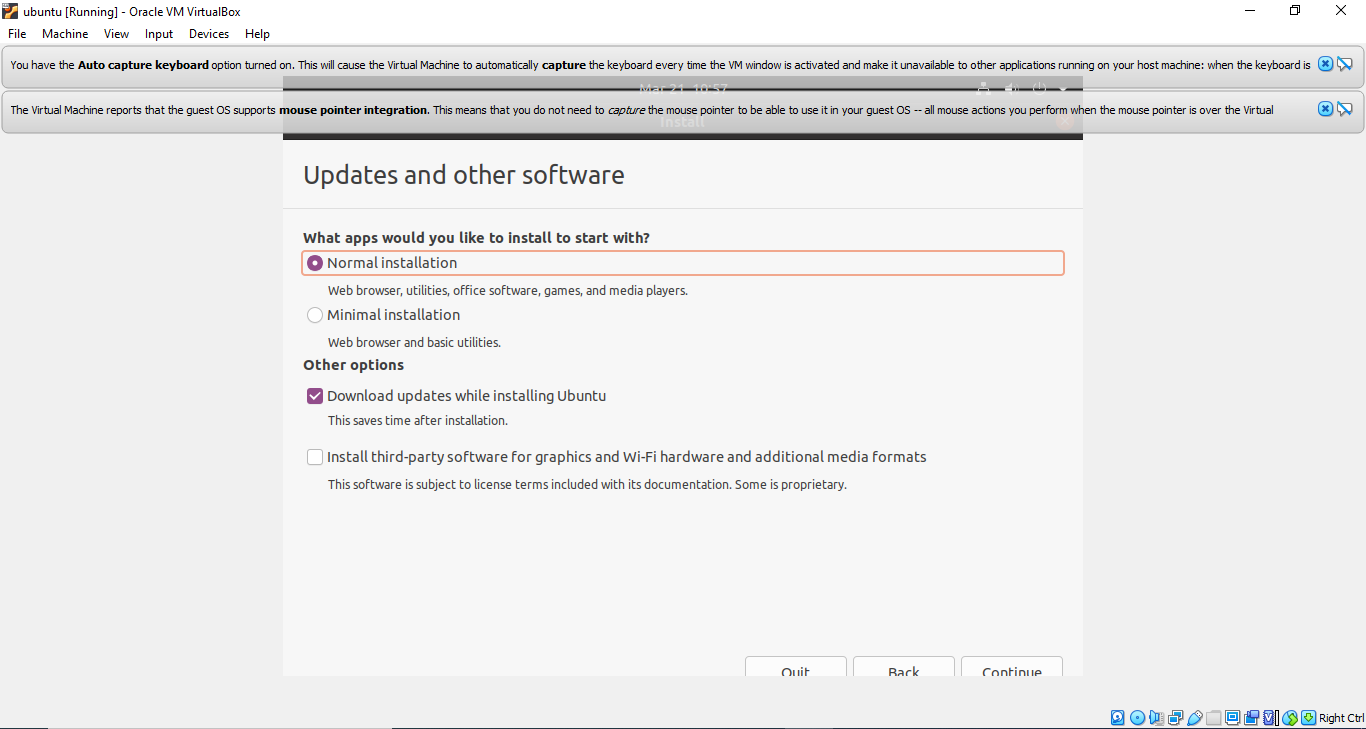 ubuntu [Running] - Oracle VM VirtualBox
File Machine View Input Devices Help
You have the Auto capture keyboard option turned on. This will cause the Virtual Machine to automatically capture the keyboard every time the VM window is activated and make it unavailable to other applications running on your host machine: when the keyboard is
Mar 21 10:57
The Virtual Machine reports that the guest OS supports mouse pointer integration. This means that you do not need to capture the mouse pointer to be able to use it in your guest OS -- all mouse actions you perform when the mouse pointer is over the Virtual
Install
Updates and other software
What apps would you like to install to start with?
Normal installation
Web browser, utilities, office software, games, and media players.
Minimal installation
Web browser and basic utilities.
Other options
Download updates while installing Ubuntu
This saves time after installation.
Install third-party software for graphics and Wi-Fi hardware and additional media formats
This software is subject to license terms included with its documentation. Some is proprietary.
Quit Back Continue
Right Ctrl